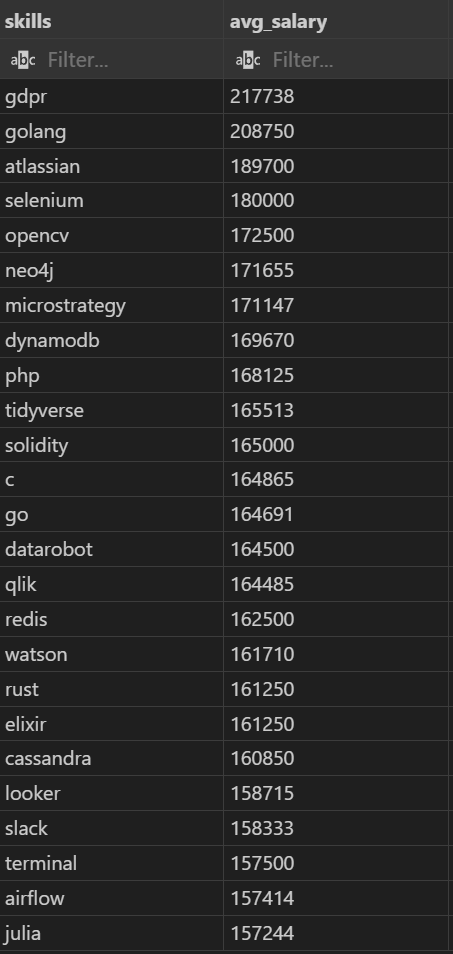 skills avg_salary
abc Filter... abc Filter...
gdpr 217738
golang 208750
atlassian 189700
selenium 180000
opencv 172500
neo4j 171655
microstrategy 171147
dynamodb 169670
php 168125
tidyverse 165513
solidity 165000
c 164865
go 164691
datarobot 164500
qlik 164485
redis 162500
watson 161710
rust 161250
elixir 161250
cassandra 160850
looker 158715
slack 158333
terminal 157500
airflow 157414
julia 157244